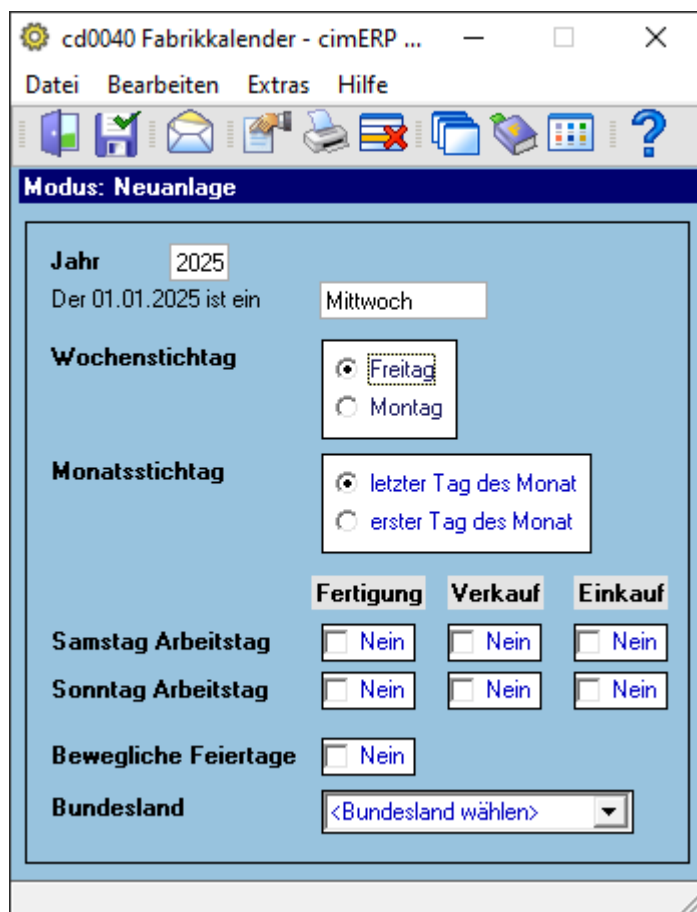 cd0040 Fabrikkalender - cimERP ...
Datei Bearbeiten Extras Hilfe
Modus: Neuanlage
Jahr 2025
Der 01.01.2025 ist ein Mittwoch
Wochenstichtag
Freitag
Montag
Monatsstichtag
letzter Tag des Monat
erster Tag des Monat
Fertigung Verkauf Einkauf
Samstag Arbeitstag Nein Nein Nein
Sonntag Arbeitstag Nein Nein Nein
Bewegliche Feiertage Nein
Bundesland <Bundesland wählen>